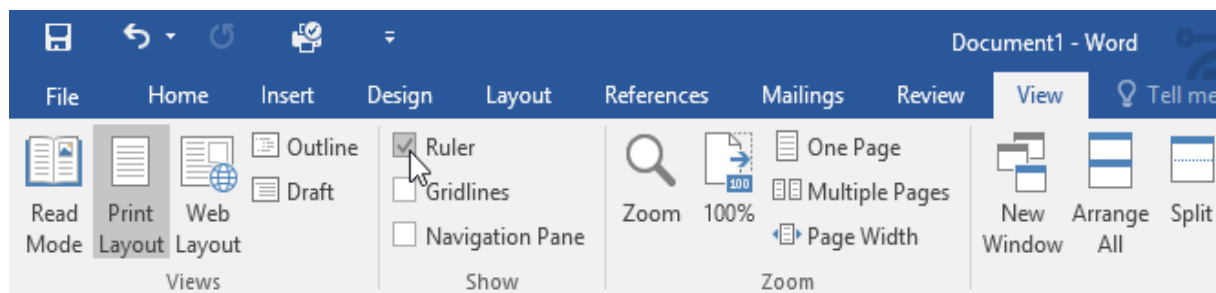 Document1 - Word
File Home Insert Design Layout References Mailings Review View Tell me
Read Mode
Print Layout
Web Layout
Outline
Draft
Views
Ruler
Gridlines
Navigation Pane
Show
Zoom
100
100%
One Page
Multiple Pages
Page Width
Zoom
New Window
Arrange All
Split